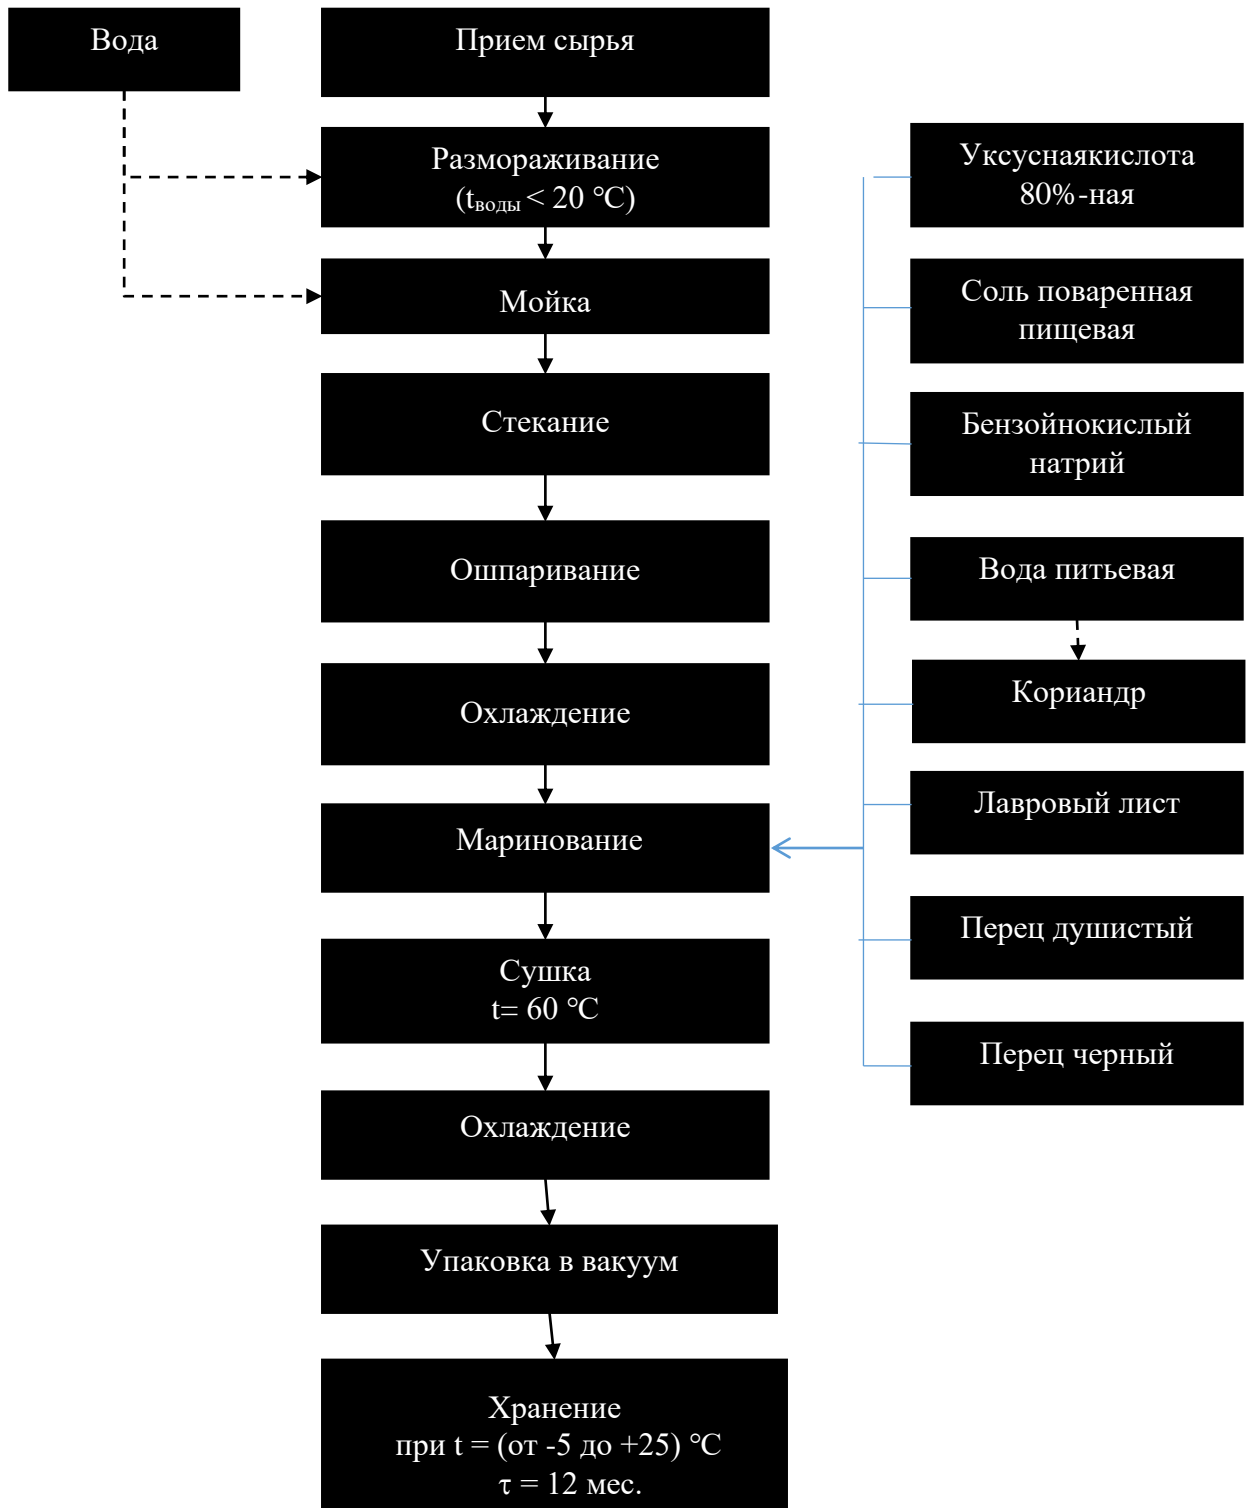 Вода
Прием сырья
Размораживание
(tводы < 20 °C)
Мойка
Стекание
Ошпаривание
Охлаждение
Маринование
Сушка
t= 60 °C
Охлаждение
Упаковка в вакуум
Хранение
при t = (от -5 до +25) °C
τ = 12 мес.
Уксуснаякислота
80%-ная
Соль поваренная
пищевая
Бензойнокислый
натрий
Вода питьевая
Кориандр
Лавровый лист
Перец душистый
Перец черный